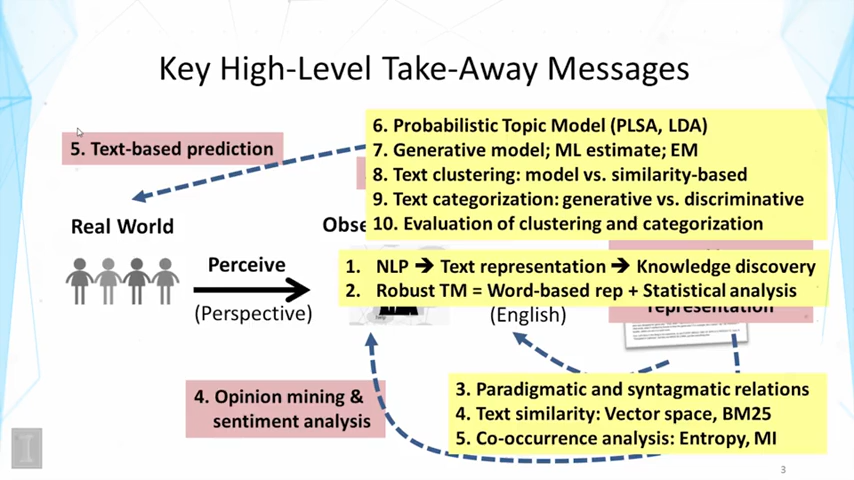 Key High-Level Take-Away Messages
5. Text-based prediction
6. Probabilistic Topic Model (PLSA, LDA)
7. Generative model; ML estimate; EM
8. Text clustering: model vs. similarity-based
9. Text categorization: generative vs. discriminative
10. Evaluation of clustering and categorization
Real World
Obse
Perceive
(Perspective)
1. NLP → Text representation → Knowledge discovery
2. Robust TM = Word-based rep + Statistical analysis
representation
(English)
4. Opinion mining &
sentiment analysis
3. Paradigmatic and syntagmatic relations
4. Text similarity: Vector space, BM25
5. Co-occurrence analysis: Entropy, MI
3